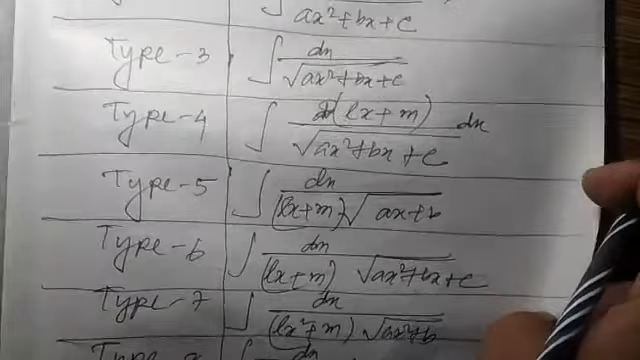 ∫ ax²+bx+c
Type-3 ∫ dx / √ax²+bx+c
Type-4 ∫ (lx+m) / √ax²+bx+c dx
Type-5 ∫ dx / (lx+m)√ax+b
Type-6 ∫ dx / (lx+m) √ax²+bx+c
Type-7 ∫ dx / (lx²+m) √ax²+b
∫ dx